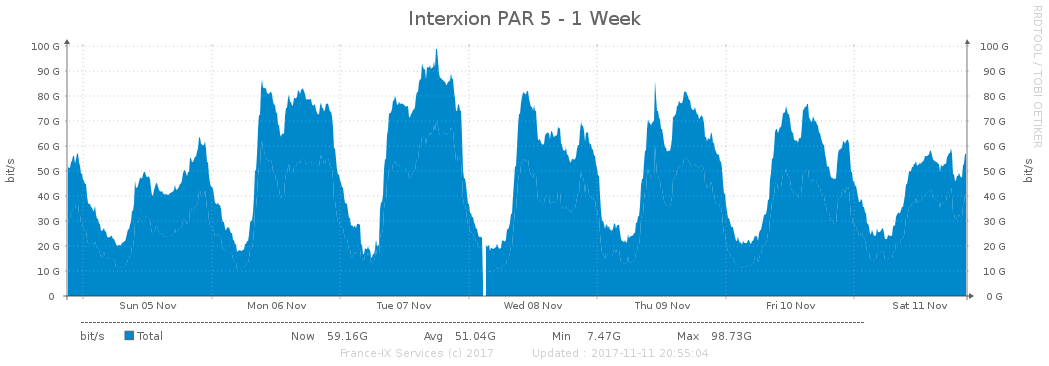 Interxion PAR 5 - 1 Week
RRDTOOL / TOBI OETIKER
bit/s
bit/s
100 G 100 G
90 G 90 G
80 G 80 G
70 G 70 G
60 G 60 G
50 G 50 G
40 G 40 G
30 G 30 G
20 G 20 G
10 G 10 G
0 0 G
Sun 05 Nov Mon 06 Nov Tue 07 Nov Wed 08 Nov Thu 09 Nov Fri 10 Nov Sat 11 Nov
bit/s Total Now 59.16G Avg 51.04G Min 7.47G Max 98.73G
France-IX Services (c) 2017 Updated : 2017-11-11 20:55:04